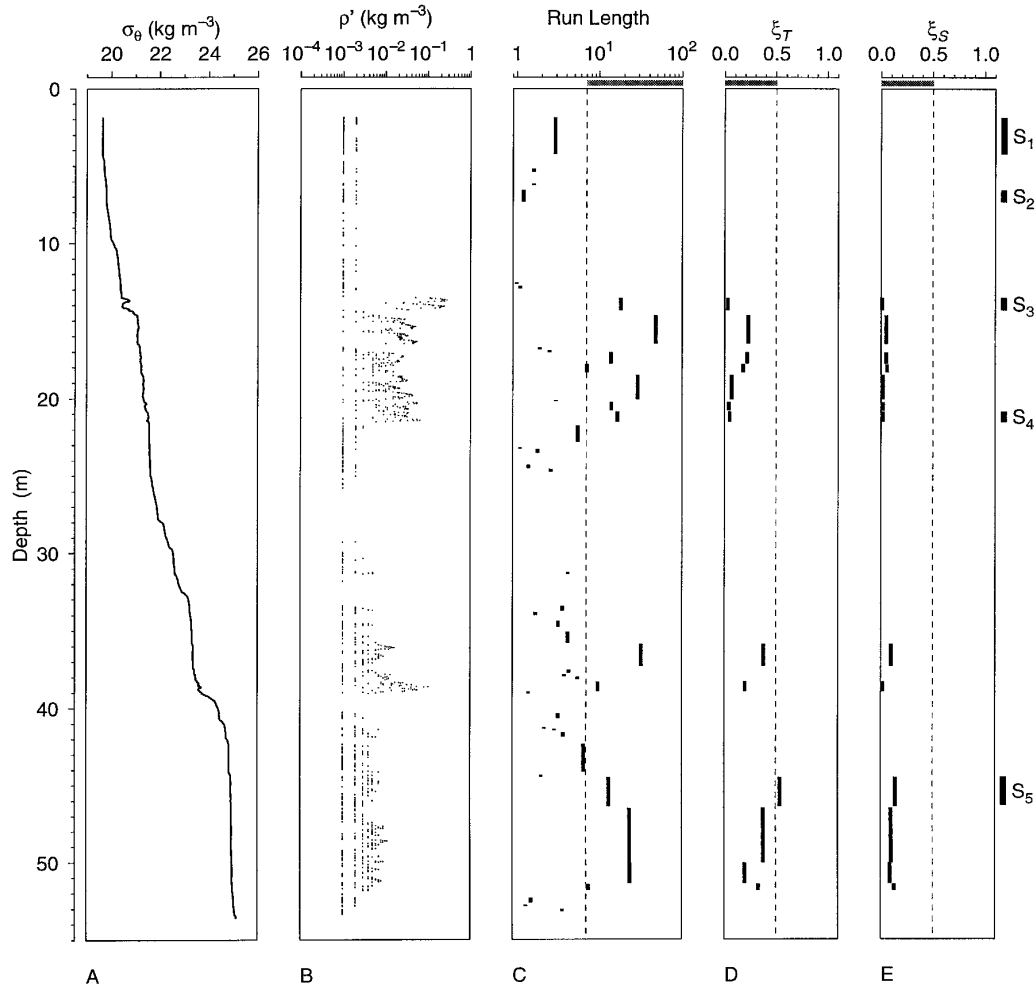 σθ (kg m⁻³)
20 22 24 26
ρ' (kg m⁻³)
10⁻⁴ 10⁻³ 10⁻² 10⁻¹ 1
Run Length
1 10¹ 10²
ξT
0.0 0.5 1.0
ξS
0.0 0.5 1.0
Depth (m)
0
10
20
30
40
50
S₁
S₂
S₃
S₄
S₅
A B C D E